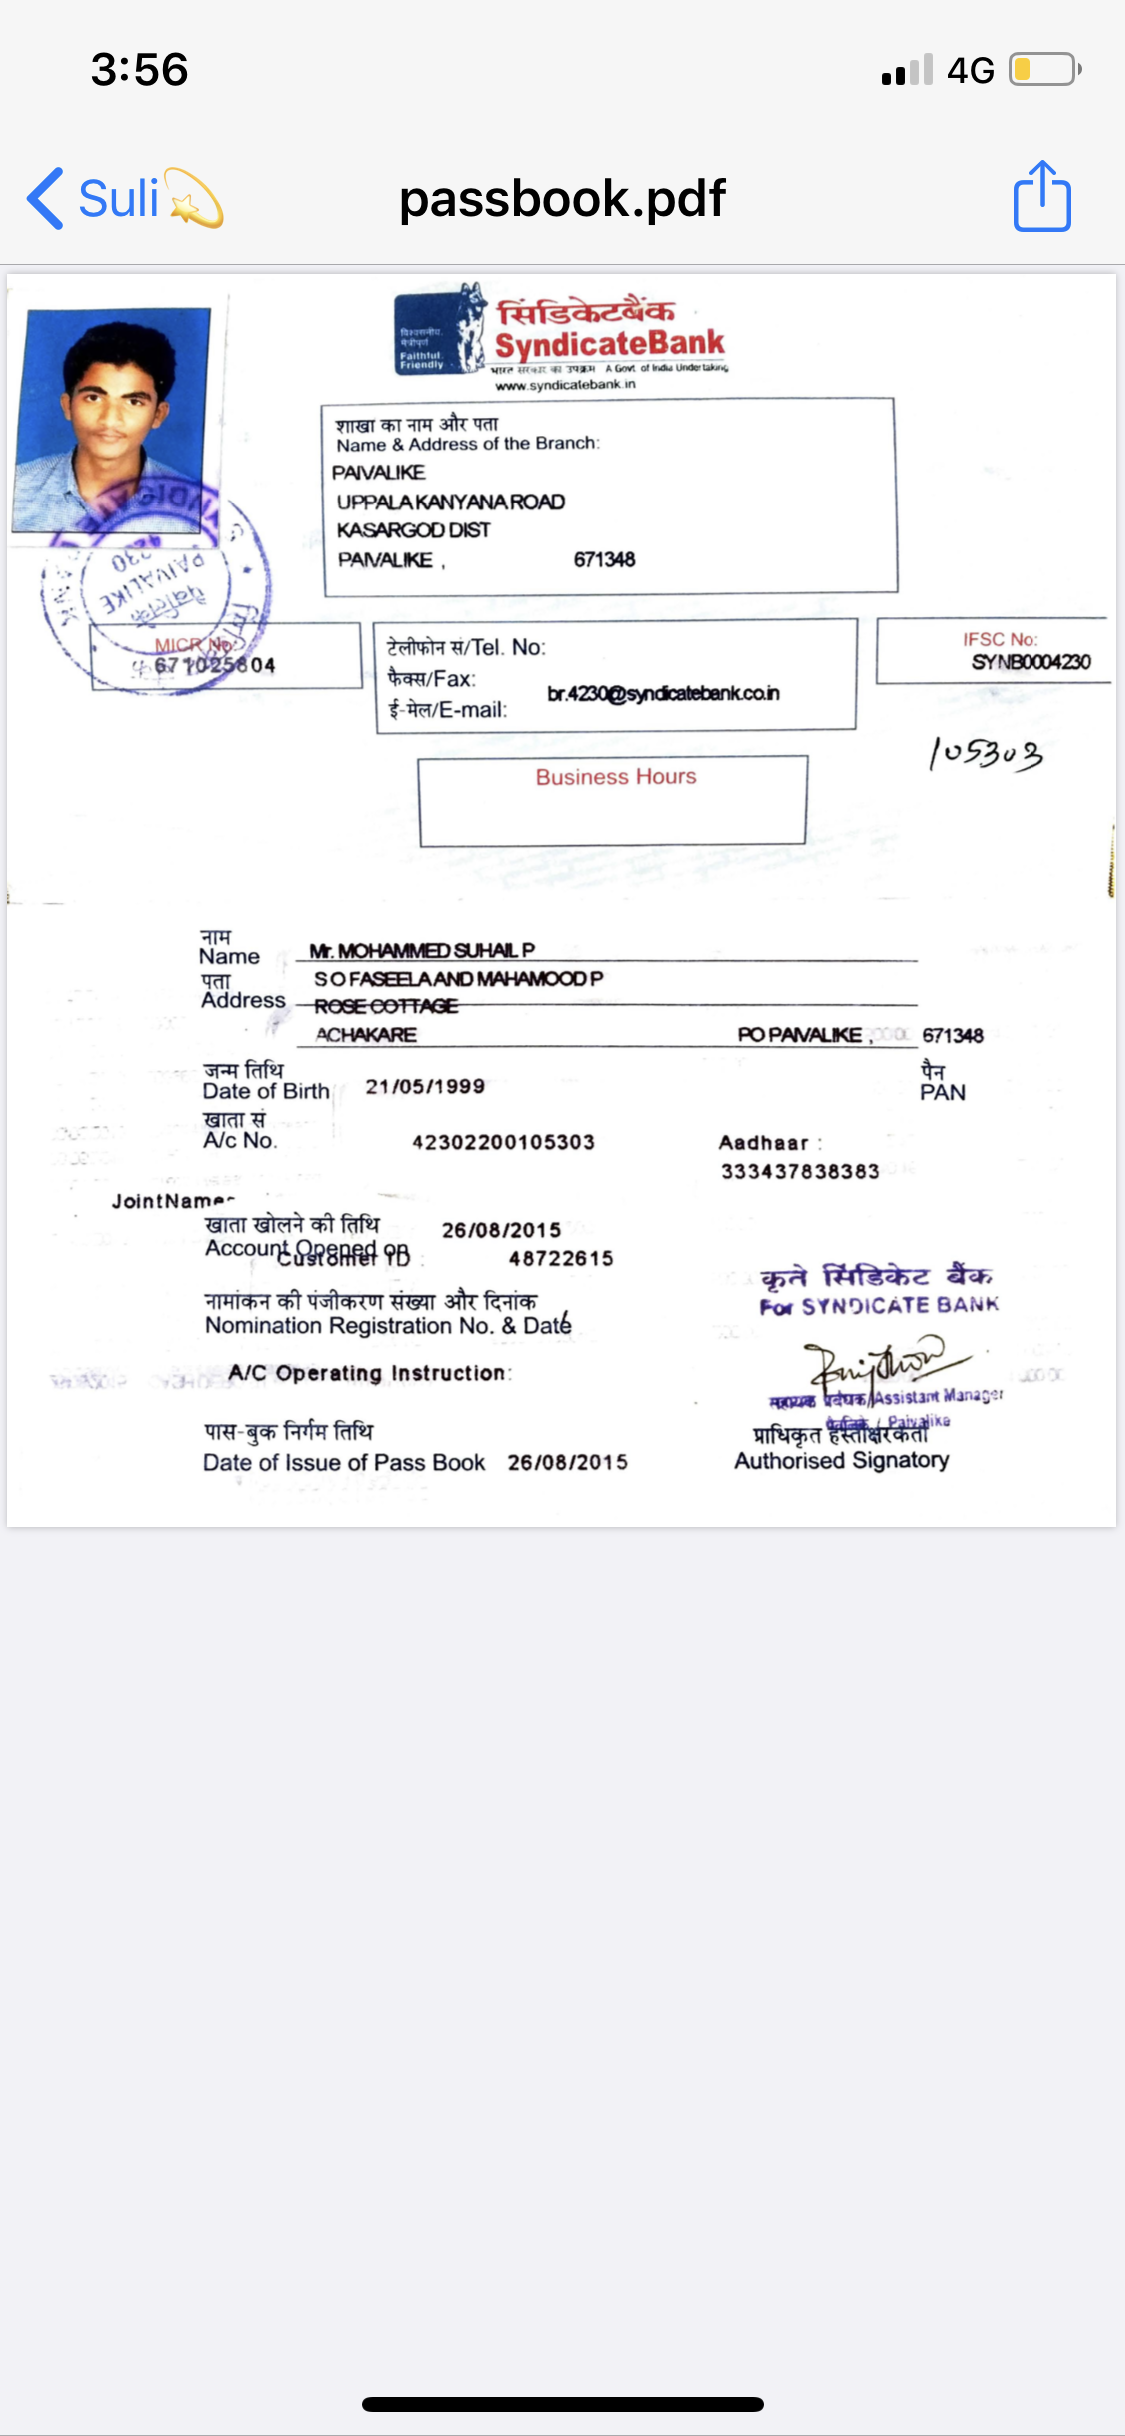 3:56
4G
Suli💫
passbook.pdf
सिंडिकेटबैंक
SyndicateBank
विश्वसनीय,
मैत्रीपूर्ण
Faithful
Friendly
भारत सरकार का उपक्रम A Govt. of India Undertaking
www.syndicatebank.in
शाखा का नाम और पता
Name & Address of the Branch:
PAIVALIKE
UPPALA KANYANA ROAD
KASARGOD DIST
PAIVALIKE , 671348
PAIVALIKE
MICR No:
671025804
टेलीफोन सं/Tel. No:
फैक्स/Fax:
ई-मेल/E-mail:
br.4230@syndicatebank.co.in
IFSC No:
SYNB0004230
105303
Business Hours
नाम
Name Mr. MOHAMMED SUHAIL P
पता S O FASEELA AND MAHAMOOD P
Address ROSE COTTAGE
ACHAKARE PO PAIVALIKE , 671348
जन्म तिथि
Date of Birth 21/05/1999
पैन
PAN
खाता सं
A/c No. 42302200105303
Aadhaar :
333437838383
JointName
खाता खोलने की तिथि
Account Opened on 26/08/2015
Customer ID : 48722615
नामांकन की पंजीकरण संख्या और दिनांक
Nomination Registration No. & Date
कृते सिंडिकेट बैंक
For SYNDICATE BANK
A/C Operating Instruction:
सहायक प्रबंधक/Assistant Manager
पैवलिके / Paivalike
पास-बुक निर्गम तिथि
Date of Issue of Pass Book 26/08/2015
प्राधिकृत हस्ताक्षरकर्ता
Authorised Signatory